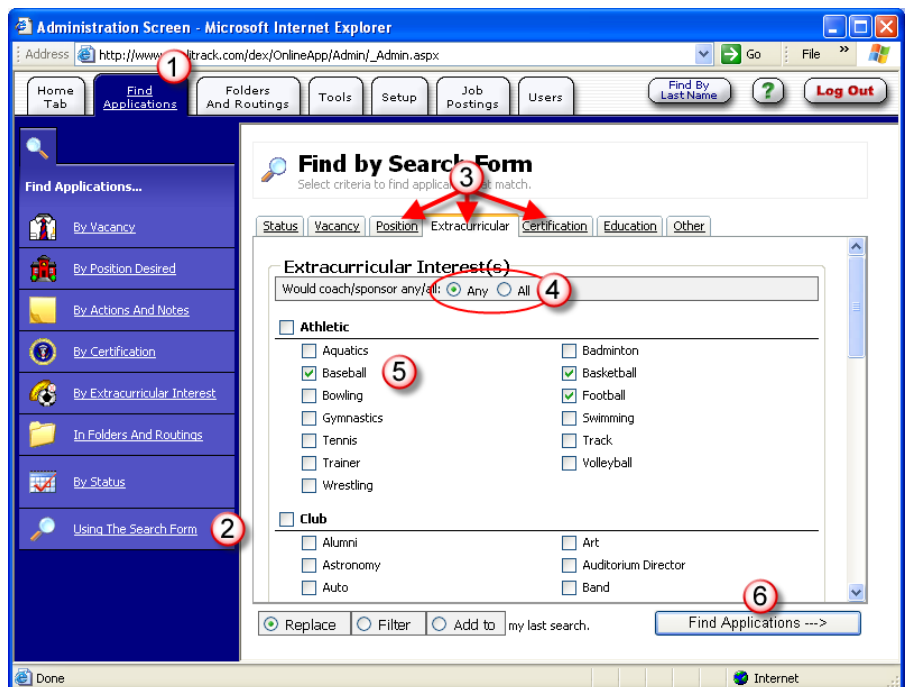 Administration Screen - Microsoft Internet Explorer
Address http://www. litrack.com/dex/OnlineApp/Admin/_Admin.aspx Go File »
1
Home Tab
Find Applications
Folders And Routings
Tools
Setup
Job Postings
Users
Find By Last Name
?
Log Out
Find Applications...
By Vacancy
By Position Desired
By Actions And Notes
By Certification
By Extracurricular Interest
In Folders And Routings
By Status
Using The Search Form 2
Find by Search Form
Select criteria to find applica at match.
3
Status Vacancy Position Extracurricular Certification Education Other
Extracurricular Interest(s)
Would coach/sponsor any/all: Any All 4
Athletic
Aquatics Badminton
Baseball 5 Basketball
Bowling Football
Gymnastics Swimming
Tennis Track
Trainer Volleyball
Wrestling
Club
Alumni Art
Astronomy Auditorium Director
Auto Band
6
Replace Filter Add to my last search. Find Applications --->
Done Internet